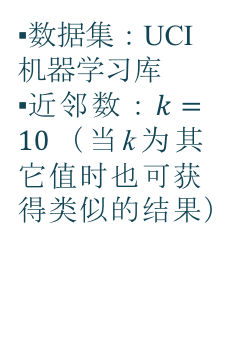 ▪数据集：UCI
机器学习库
▪近邻数：k =
10（当k为其
它值时也可获
得类似的结果）